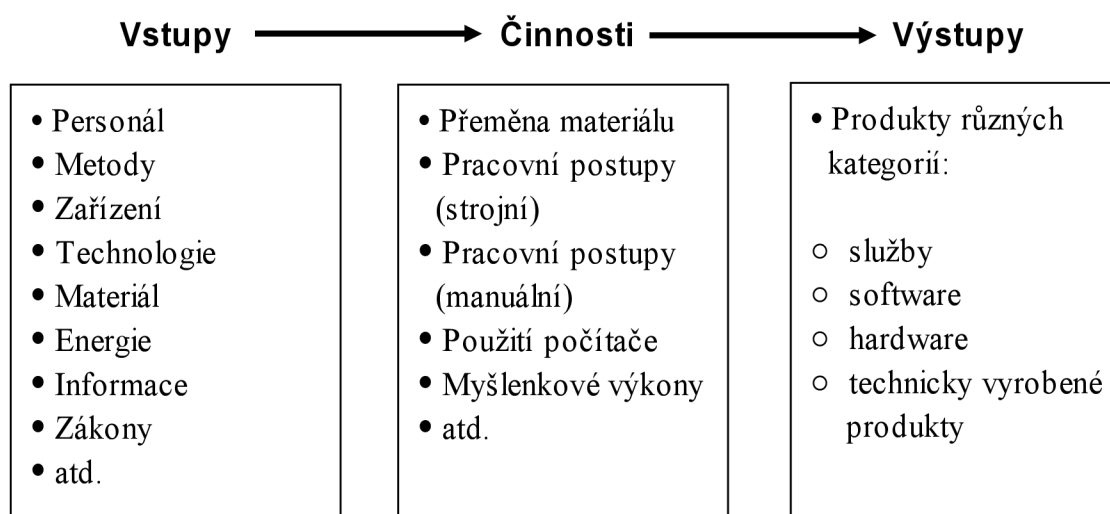 Vstupy Činnosti Výstupy
• Personál
• Metody
• Zařízení
• Technologie
• Materiál
• Energie
• Informace
• Zákony
• atd.
• Přeměna materiálu
• Pracovní postupy
(strojní)
• Pracovní postupy
(manuální)
• Použití počítače
• Myšlenkové výkony
• atd.
• Produkty různých
kategorií:
○ služby
○ software
○ hardware
○ technicky vyrobené
produkty